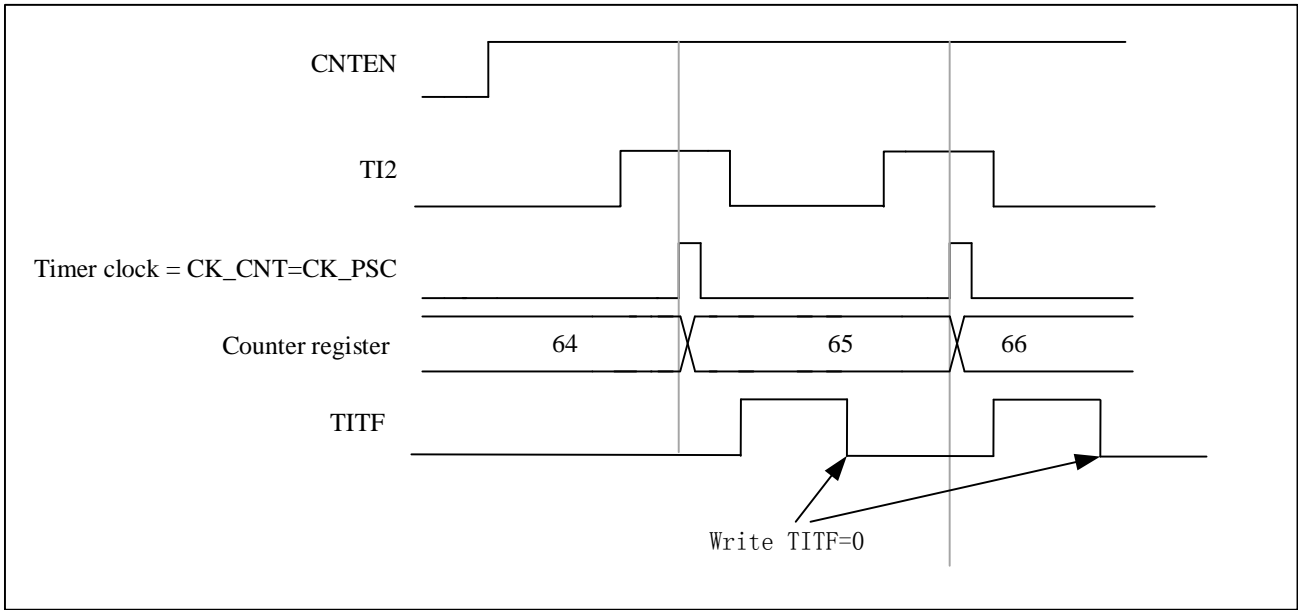 CNTEN
TI2
Timer clock = CK_CNT=CK_PSC
Counter register 64 65 66
TITF
Write TITF=0